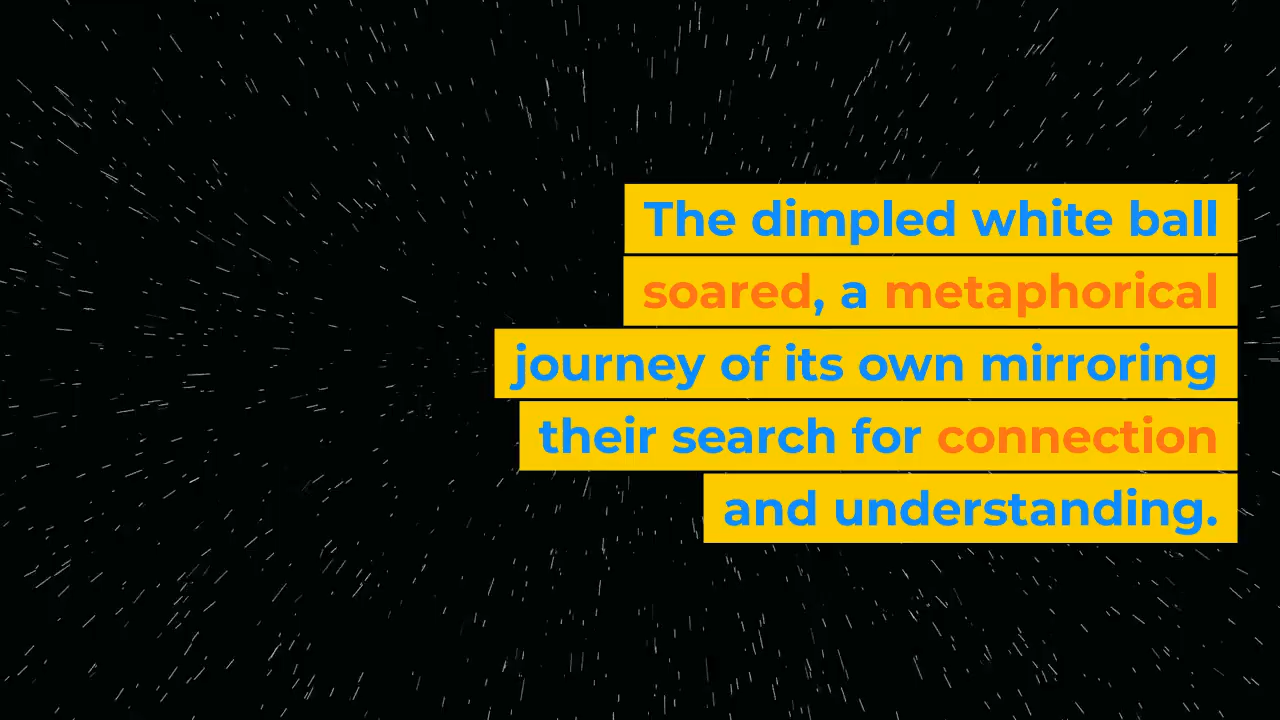 The dimpled white ball
soared, a metaphorical
journey of its own mirroring
their search for connection
and understanding.